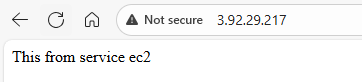 Not secure 3.92.29.217
This from service ec2